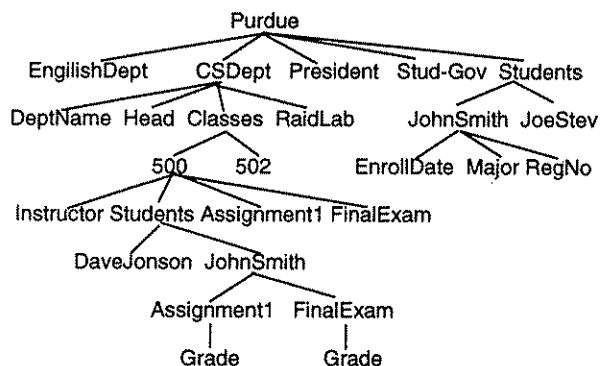 Purdue
EngilishDept CSDept President Stud-Gov Students
DeptName Head Classes RaidLab JohnSmith JoeStev
500 502 EnrollDate Major RegNo
Instructor Students Assignment1 FinalExam
DaveJonson JohnSmith
Assignment1 FinalExam
Grade Grade